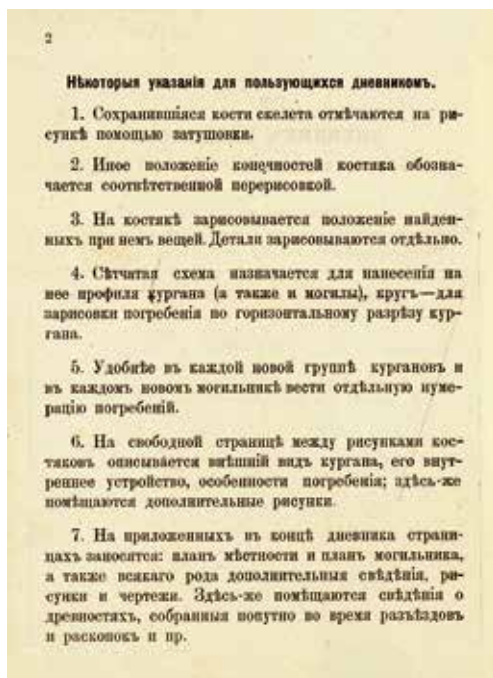 2
Нѣкоторыя указанія для пользующихся дневникомъ.
1. Сохранившіяся кости скелета отмѣчаются на ри-
сункѣ помощью затушовки.
2. Иное положеніе конечностей костяка обозна-
чается соотвѣтственной перерисовкой.
3. На костякѣ зарисовывается положеніе найден-
ныхъ при немъ вещей. Детали зарисовываются отдѣльно.
4. Сѣтчатая схема назначается для нанесенія на
нее профиля кургана (а также и могилы), кругъ—для
зарисовки погребенія по горизонтальному разрѣзу кур-
гана.
5. Удобнѣе въ каждой новой группѣ кургановъ и
въ каждомъ новомъ могильникѣ вести отдѣльную нуме-
рацію погребеній.
6. На свободной страницѣ между рисунками кос-
тяковъ описывается внѣшній видъ кургана, его внут-
реннее устройство, особенности погребенія; здѣсь-же
помѣщаются дополнительные рисунки.
7. На приложенныхъ въ концѣ дневника страни-
цахъ заносятся: планъ мѣстности и планъ могильника,
а также всякаго рода дополнительныя свѣдѣнія, ри-
сунки и чертежи. Здѣсь-же помѣщаются свѣдѣнія о
древностяхъ, собранныя попутно во время разъѣздовъ
и раскопокъ и пр.